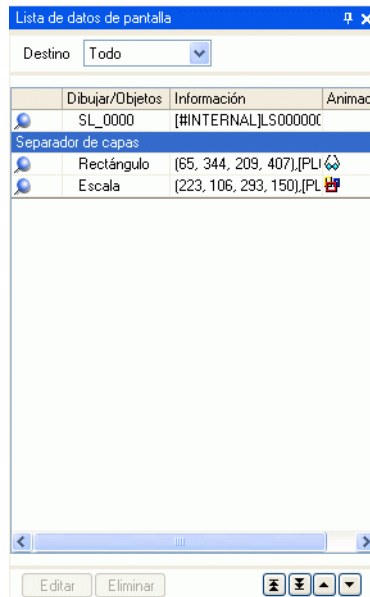 Lista de datos de pantalla
Destino Todo
Dibujar/Objetos Información Animac
SL_0000 [#INTERNAL]LS000000
Separador de capas
Rectángulo (65, 344, 209, 407),[PL
Escala (223, 106, 293, 150),[PL
Editar Eliminar